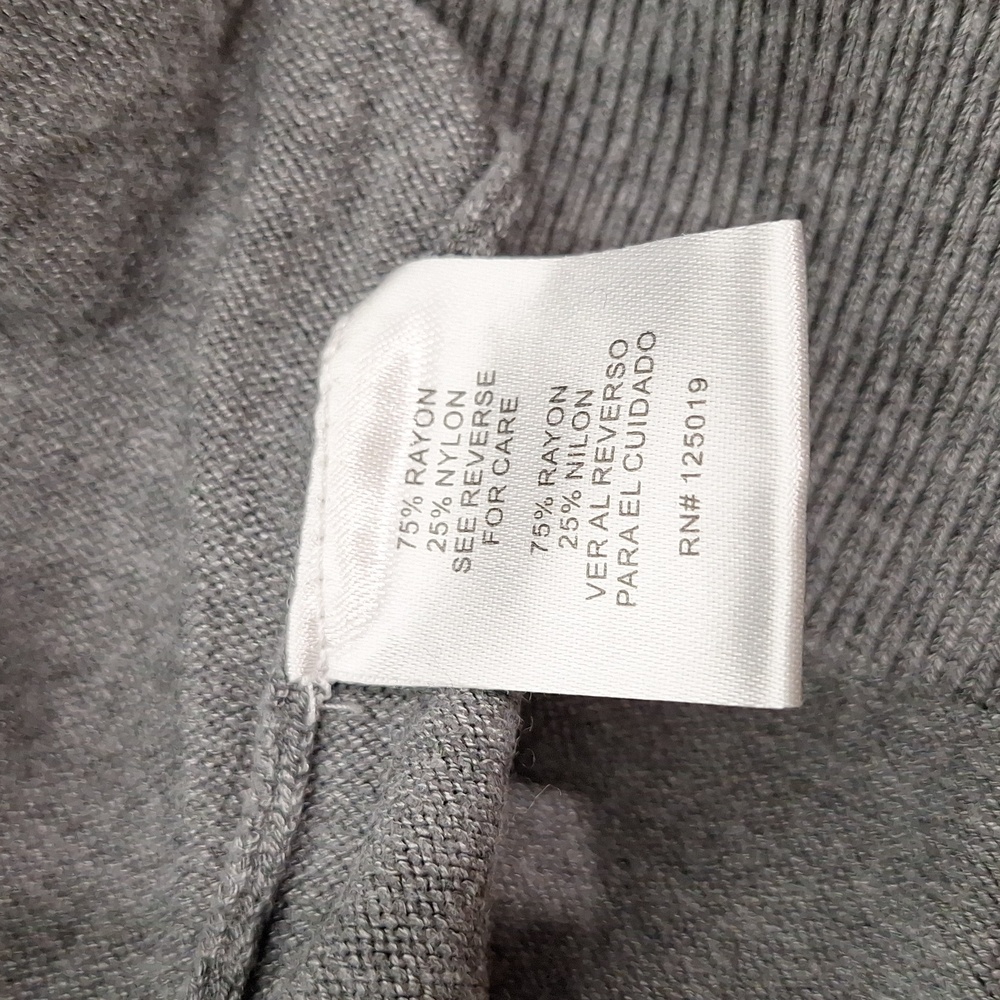 75% RAYON
25% NYLON
SEE REVERSE
FOR CARE
75% RAYON
25% NILON
VER AL REVERSO
PARA EL CUIDADO
RN# 125019